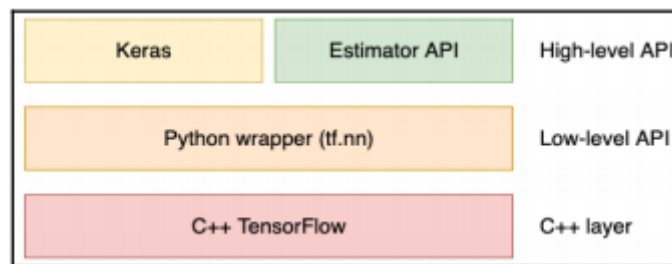 Keras Estimator API High-level API
Python wrapper (tf.nn) Low-level API
C++ TensorFlow C++ layer